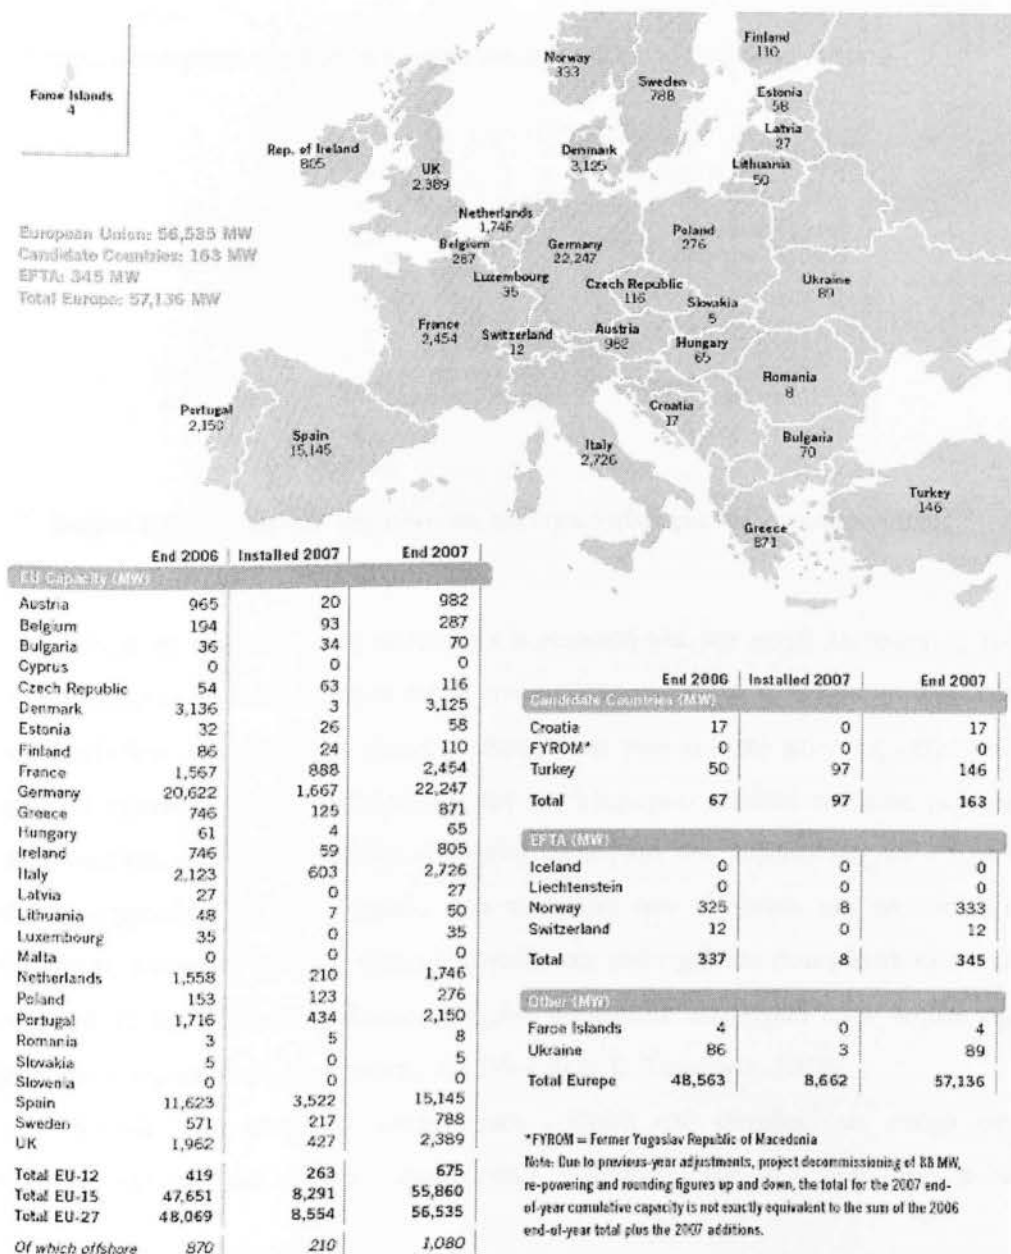 Finland
110
Norway
333
Sweden
788
Faroe Islands
4
Estonia
58
Latvia
27
Rep. of Ireland
805
Denmark
3,125
Lithuania
50
UK
2,389
Netherlands
1,746
European Union: 56,535 MW
Candidate Countries: 163 MW
EFTA: 345 MW
Total Europe: 57,136 MW
Belgium
287
Germany
22,247
Poland
276
Luxembourg
35
Czech Republic
116
Ukraine
89
Slovakia
5
France
2,454
Switzerland
12
Austria
982
Hungary
65
Romania
8
Portugal
2,150
Spain
15,145
Croatia
17
Italy
2,726
Bulgaria
70
Turkey
146
Greece
871
End 2006 Installed 2007 End 2007
EU Capacity (MW)
Austria 965 20 982
Belgium 194 93 287
Bulgaria 36 34 70
Cyprus 0 0 0
Czech Republic 54 63 116
Denmark 3,136 3 3,125
Estonia 32 26 58
Finland 86 24 110
France 1,567 888 2,454
Germany 20,622 1,667 22,247
Greece 746 125 871
Hungary 61 4 65
Ireland 746 59 805
Italy 2,123 603 2,726
Latvia 27 0 27
Lithuania 48 7 50
Luxembourg 35 0 35
Malta 0 0 0
Netherlands 1,558 210 1,746
Poland 153 123 276
Portugal 1,716 434 2,150
Romania 3 5 8
Slovakia 5 0 5
Slovenia 0 0 0
Spain 11,623 3,522 15,145
Sweden 571 217 788
UK 1,962 427 2,389
Total EU-12 419 263 675
Total EU-15 47,651 8,291 55,860
Total EU-27 48,069 8,554 56,535
Of which offshore 870 210 1,080
End 2006 Installed 2007 End 2007
Candidate Countries (MW)
Croatia 17 0 17
FYROM* 0 0 0
Turkey 50 97 146
Total 67 97 163
EFTA (MW)
Iceland 0 0 0
Liechtenstein 0 0 0
Norway 325 8 333
Switzerland 12 0 12
Total 337 8 345
Other (MW)
Faroe Islands 4 0 4
Ukraine 86 3 89
Total Europe 48,563 8,662 57,136
*FYROM = Former Yugoslav Republic of Macedonia
Note: Due to previous-year adjustments, project decommissioning of 88 MW,
re-powering and rounding figures up and down, the total for the 2007 end-
of-year cumulative capacity is not exactly equivalent to the sum of the 2006
end-of-year total plus the 2007 additions.